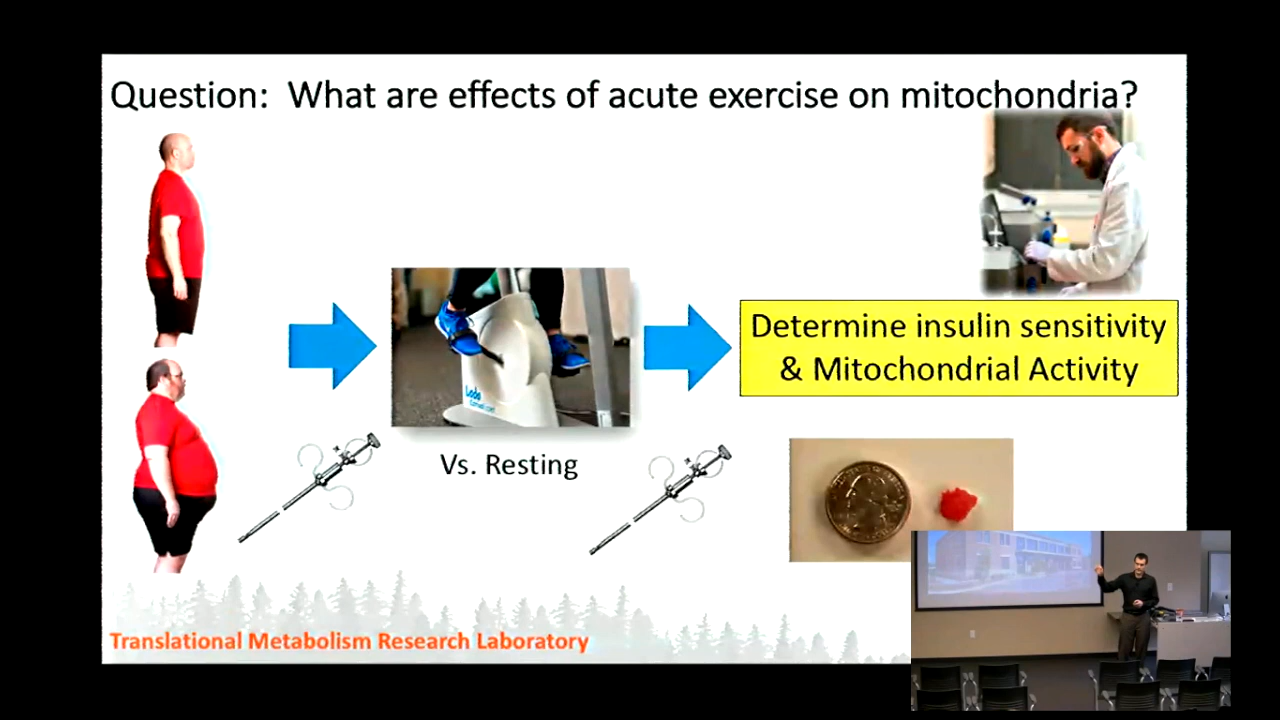 Question: What are effects of acute exercise on mitochondria?
Determine insulin sensitivity
& Mitochondrial Activity
Lode
Vs. Resting
Translational Metabolism Research Laboratory